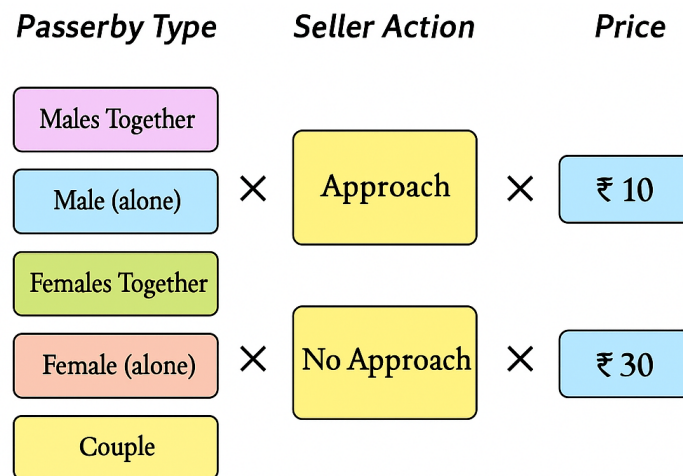 Passerby Type Seller Action Price
Males Together
Male (alone)
Females Together
Female (alone)
Couple
×
Approach
×
₹ 10
×
No Approach
×
₹ 30